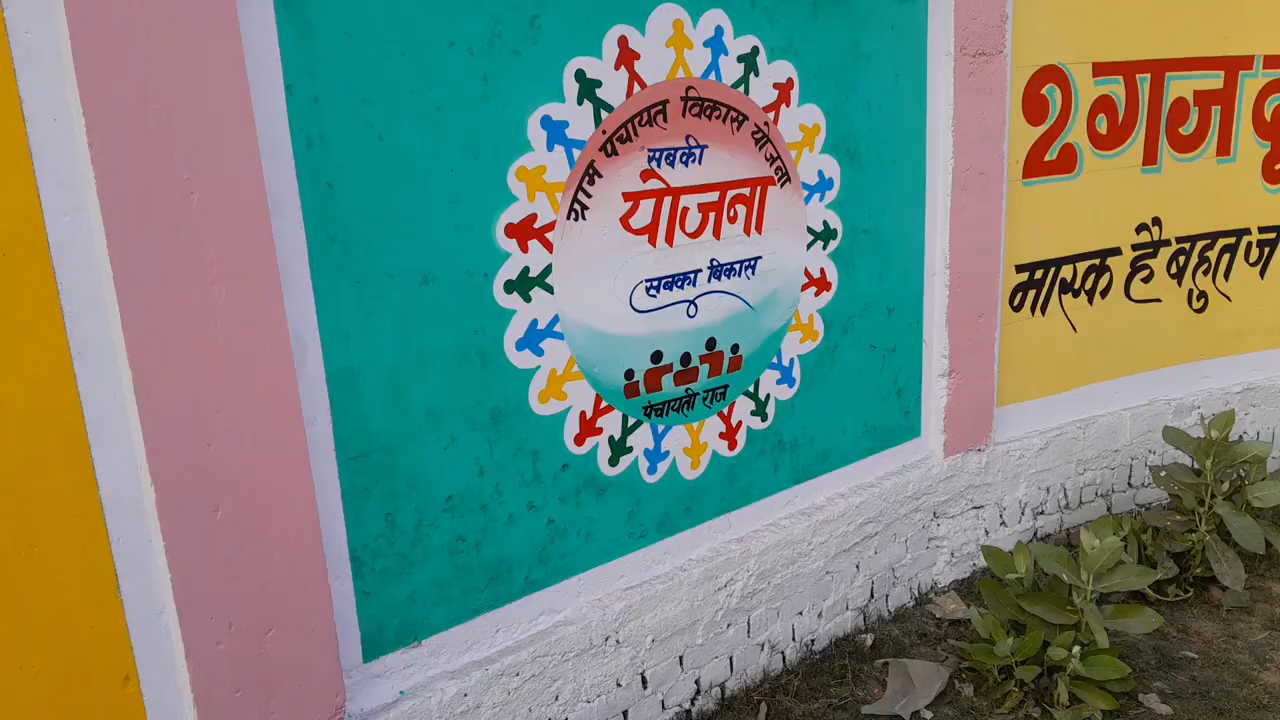 ग्राम पंचायत विकास योजना
सबकी
योजना
सबका बिकास
पंचायती राज
2 गज
मास्क है बहुत ज